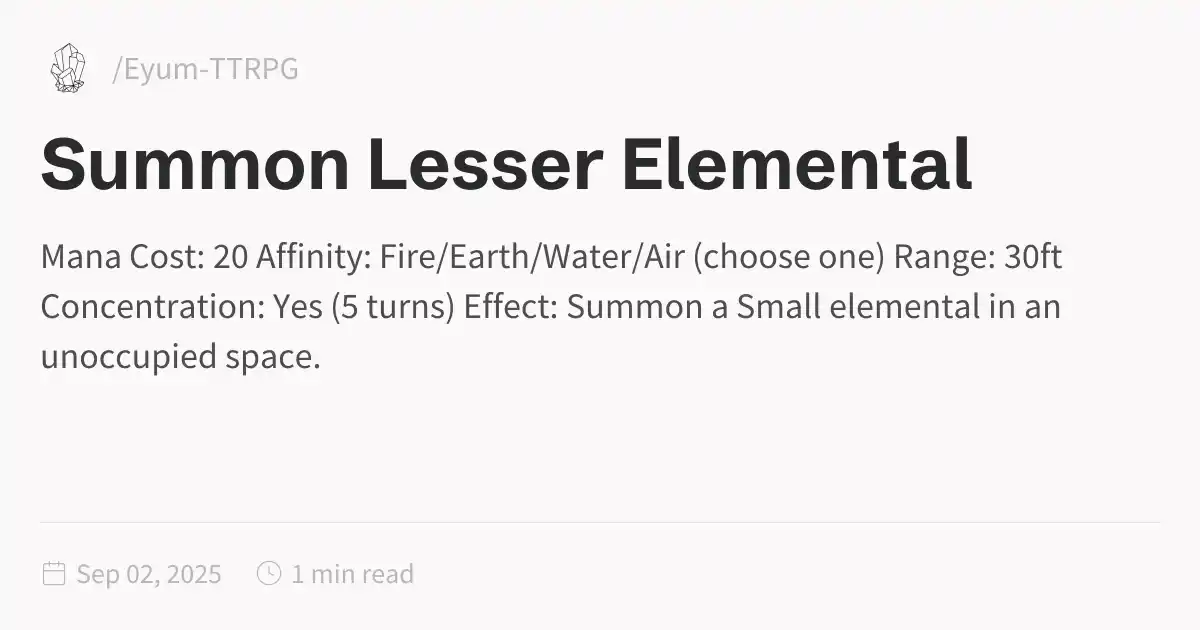 /Eyum-TTRPG
Summon Lesser Elemental
Mana Cost: 20 Affinity: Fire/Earth/Water/Air (choose one) Range: 30ft
Concentration: Yes (5 turns) Effect: Summon a Small elemental in an
unoccupied space.
Sep 02, 2025 1 min read